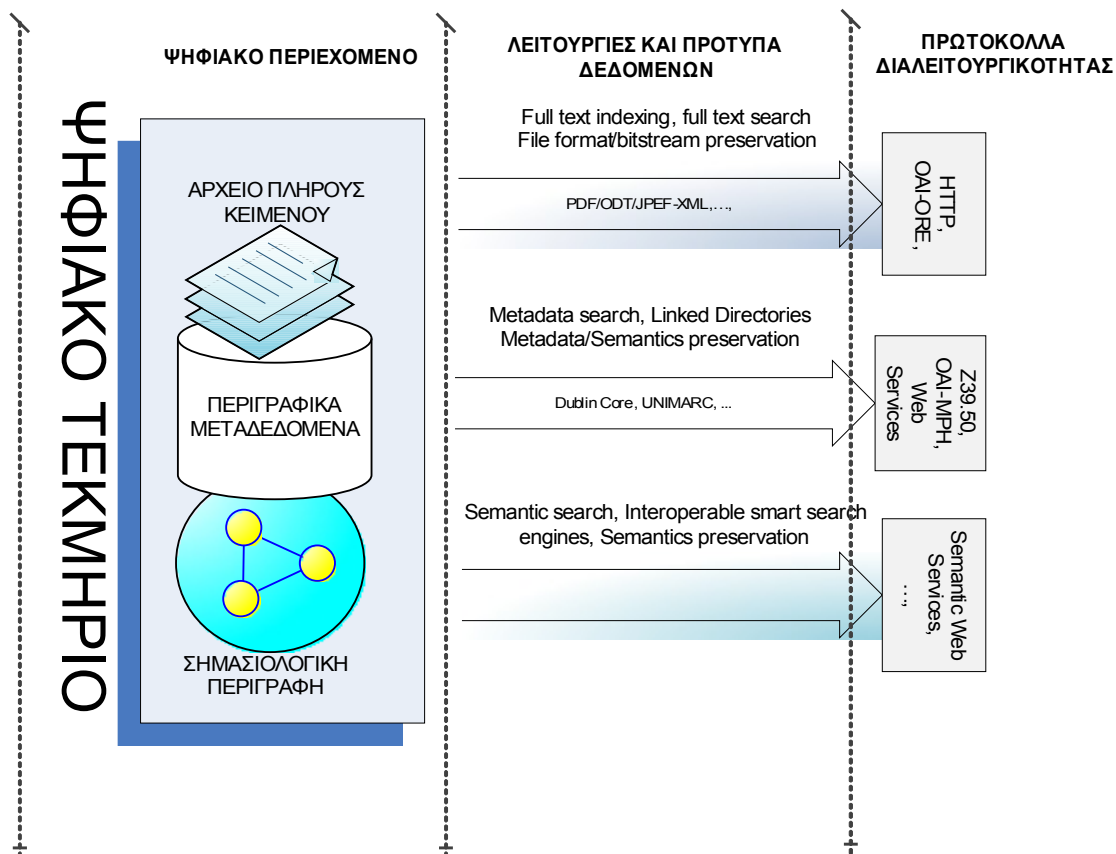 ΨΗΦΙΑΚΟ ΤΕΚΜΗΡΙΟ
ΨΗΦΙΑΚΟ ΠΕΡΙΕΧΟΜΕΝΟ
ΑΡΧΕΙΟ ΠΛΗΡΟΥΣ
ΚΕΙΜΕΝΟΥ
ΠΕΡΙΓΡΑΦΙΚΑ
ΜΕΤΑΔΕΔΟΜΕΝΑ
ΣΗΜΑΣΙΟΛΟΓΙΚΗ
ΠΕΡΙΓΡΑΦΗ
ΛΕΙΤΟΥΡΓΙΕΣ ΚΑΙ ΠΡΟΤΥΠΑ
ΔΕΔΟΜΕΝΩΝ
Full text indexing, full text search
File format/bitstream preservation
PDF/ODT/JPEF-XML,…,
Metadata search, Linked Directories
Metadata/Semantics preservation
Dublin Core, UNIMARC, ...
Semantic search, Interoperable smart search
engines, Semantics preservation
ΠΡΩΤΟΚΟΛΛΑ
ΔΙΑΛΕΙΤΟΥΡΓΙΚΟΤΗΤΑΣ
HTTP,
OAI-ORE,
Z39.50,
OAI-MPH,
Web
Services
Semantic Web
Services,
…,